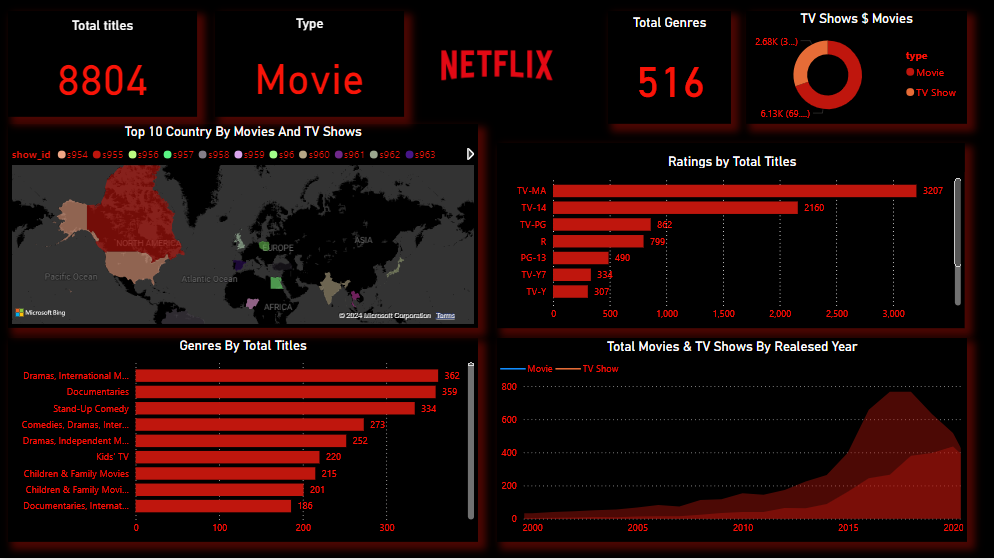 Total titles
8804
Type
Movie
NETFLIX
Total Genres
516
TV Shows $ Movies
2.68K (3...)
6.13K (69....)
type
Movie
TV Show
Top 10 Country By Movies And TV Shows
show_id s954 s955 s956 s957 s958 s959 s96 s960 s961 s962 s963
NORTH AMERICA
EUROPE
ASIA
Pacific Ocean
Atlantic Ocean
AFRICA
Microsoft Bing
© 2024 Microsoft Corporation Terms
Ratings by Total Titles
TV-MA 3207
TV-14 2160
TV-PG 862
R 799
PG-13 490
TV-Y7 334
TV-Y 307
0 500 1,000 1,500 2,000 2,500 3,000
Genres By Total Titles
Dramas, International M... 362
Documentaries 359
Stand-Up Comedy 334
Comedies, Dramas, Inter... 273
Dramas, Independent M... 252
Kids' TV 220
Children & Family Movies 215
Children & Family Movi... 201
Documentaries, Internat... 186
0 100 200 300
Total Movies & TV Shows By Realesed Year
Movie TV Show
800
600
400
200
0
2000 2005 2010 2015 2020